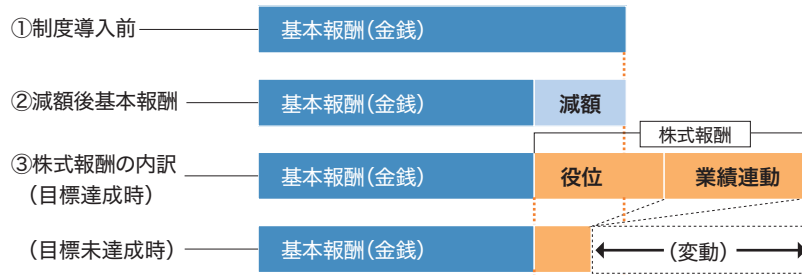 ①制度導入前
基本報酬(金銭)
②減額後基本報酬
基本報酬(金銭)
減額
株式報酬
③株式報酬の内訳
(目標達成時)
基本報酬(金銭)
役位
業績連動
(目標未達成時)
基本報酬(金銭)
(変動)